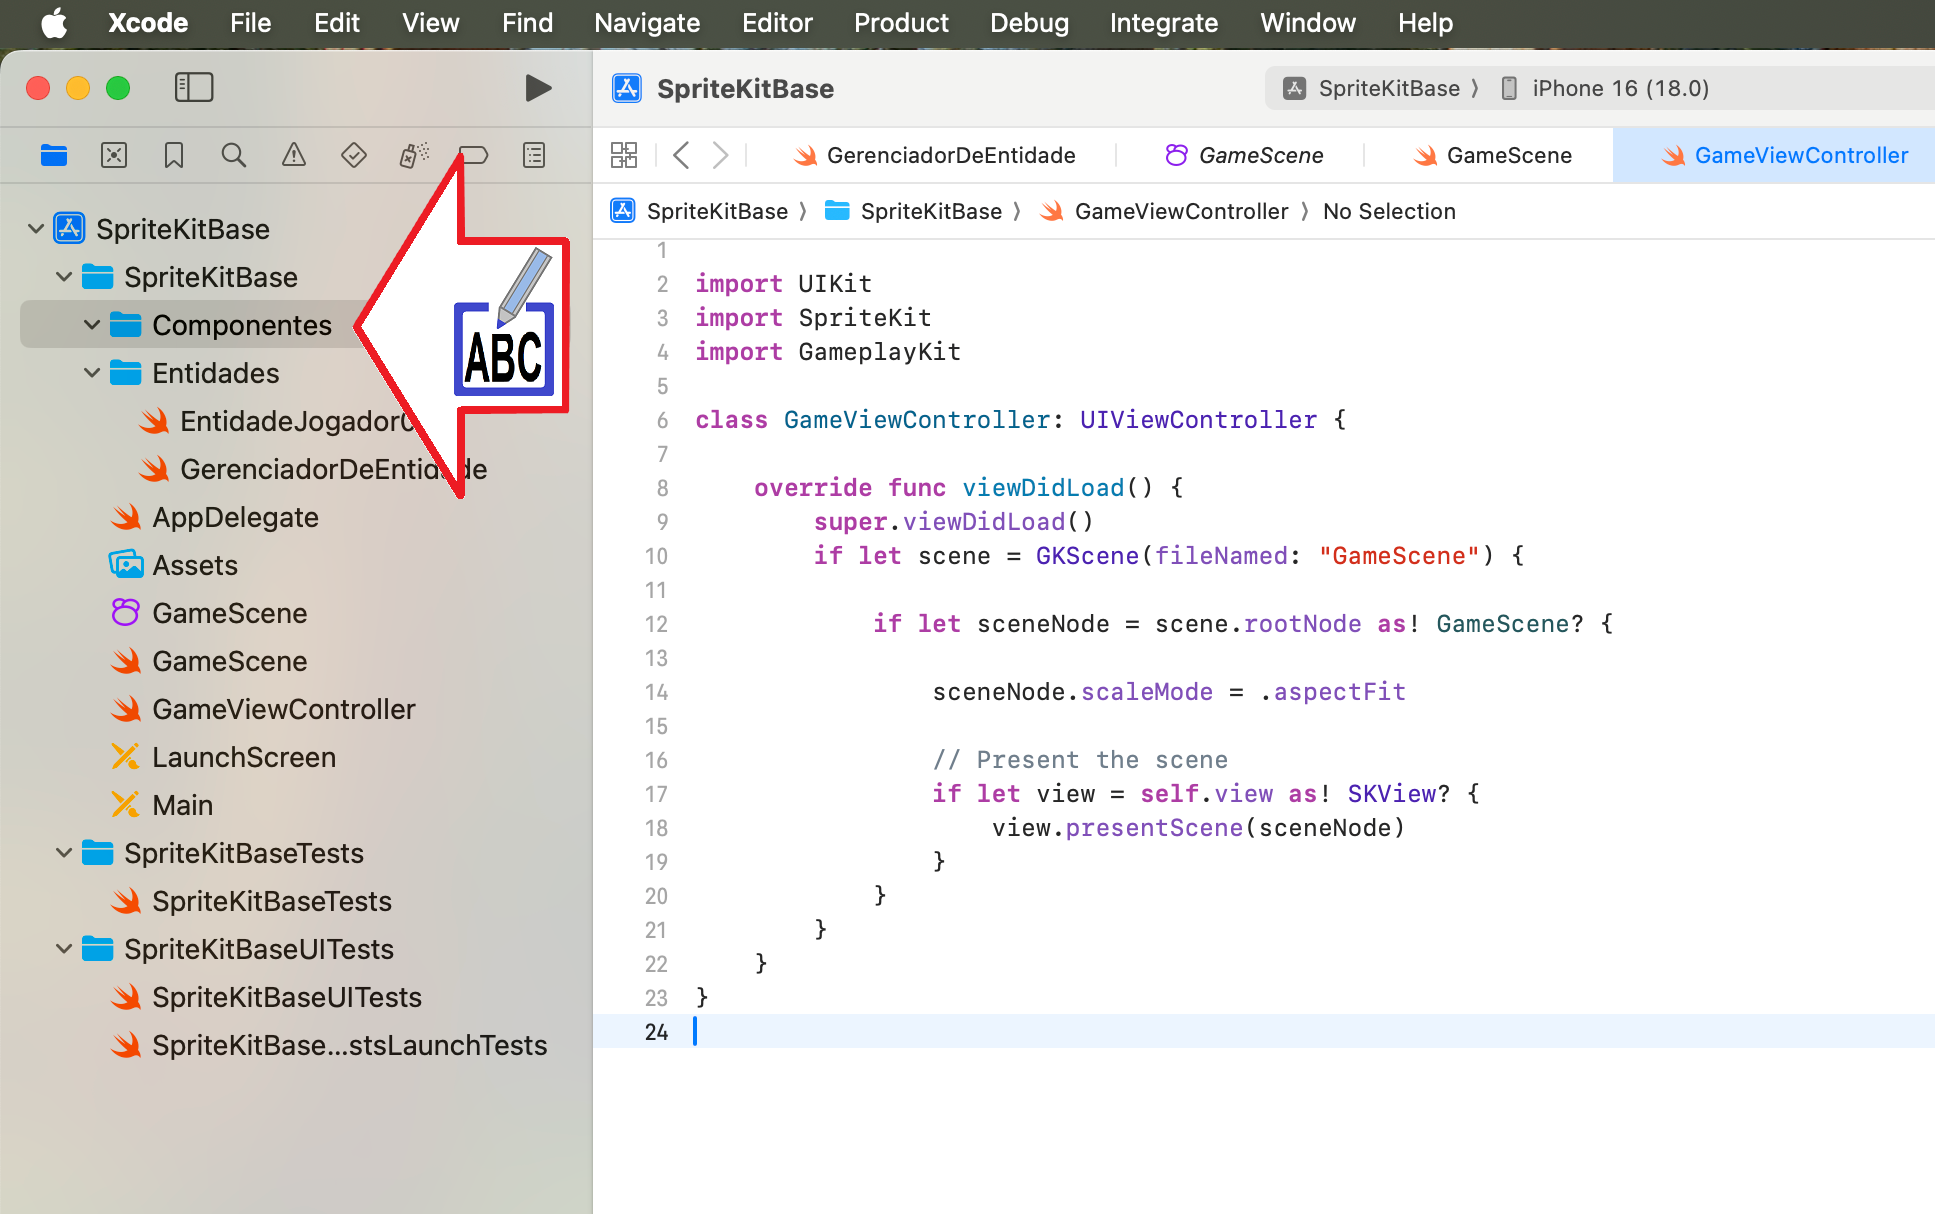 Xcode File Edit View Find Navigate Editor Product Debug Integrate Window Help
SpriteKitBase
SpriteKitBase 〉 iPhone 16 (18.0)
GerenciadorDeEntidade GameScene GameScene GameViewController
SpriteKitBase 〉 SpriteKitBase 〉 GameViewController 〉 No Selection
SpriteKitBase
SpriteKitBase
Componentes
Entidades
EntidadeJogador
GerenciadorDeEntidade
AppDelegate
Assets
GameScene
GameScene
GameViewController
LaunchScreen
Main
SpriteKitBaseTests
SpriteKitBaseTests
SpriteKitBaseUITests
SpriteKitBaseUITests
SpriteKitBase...stsLaunchTests
ABC
1
2 import UIKit
3 import SpriteKit
4 import GameplayKit
5
6 class GameViewController: UIViewController {
7
8 override func viewDidLoad() {
9 super.viewDidLoad()
10 if let scene = GKScene(fileNamed: "GameScene") {
11
12 if let sceneNode = scene.rootNode as! GameScene? {
13
14 sceneNode.scaleMode = .aspectFit
15
16 // Present the scene
17 if let view = self.view as! SKView? {
18 view.presentScene(sceneNode)
19 }
20 }
21 }
22 }
23 }
24